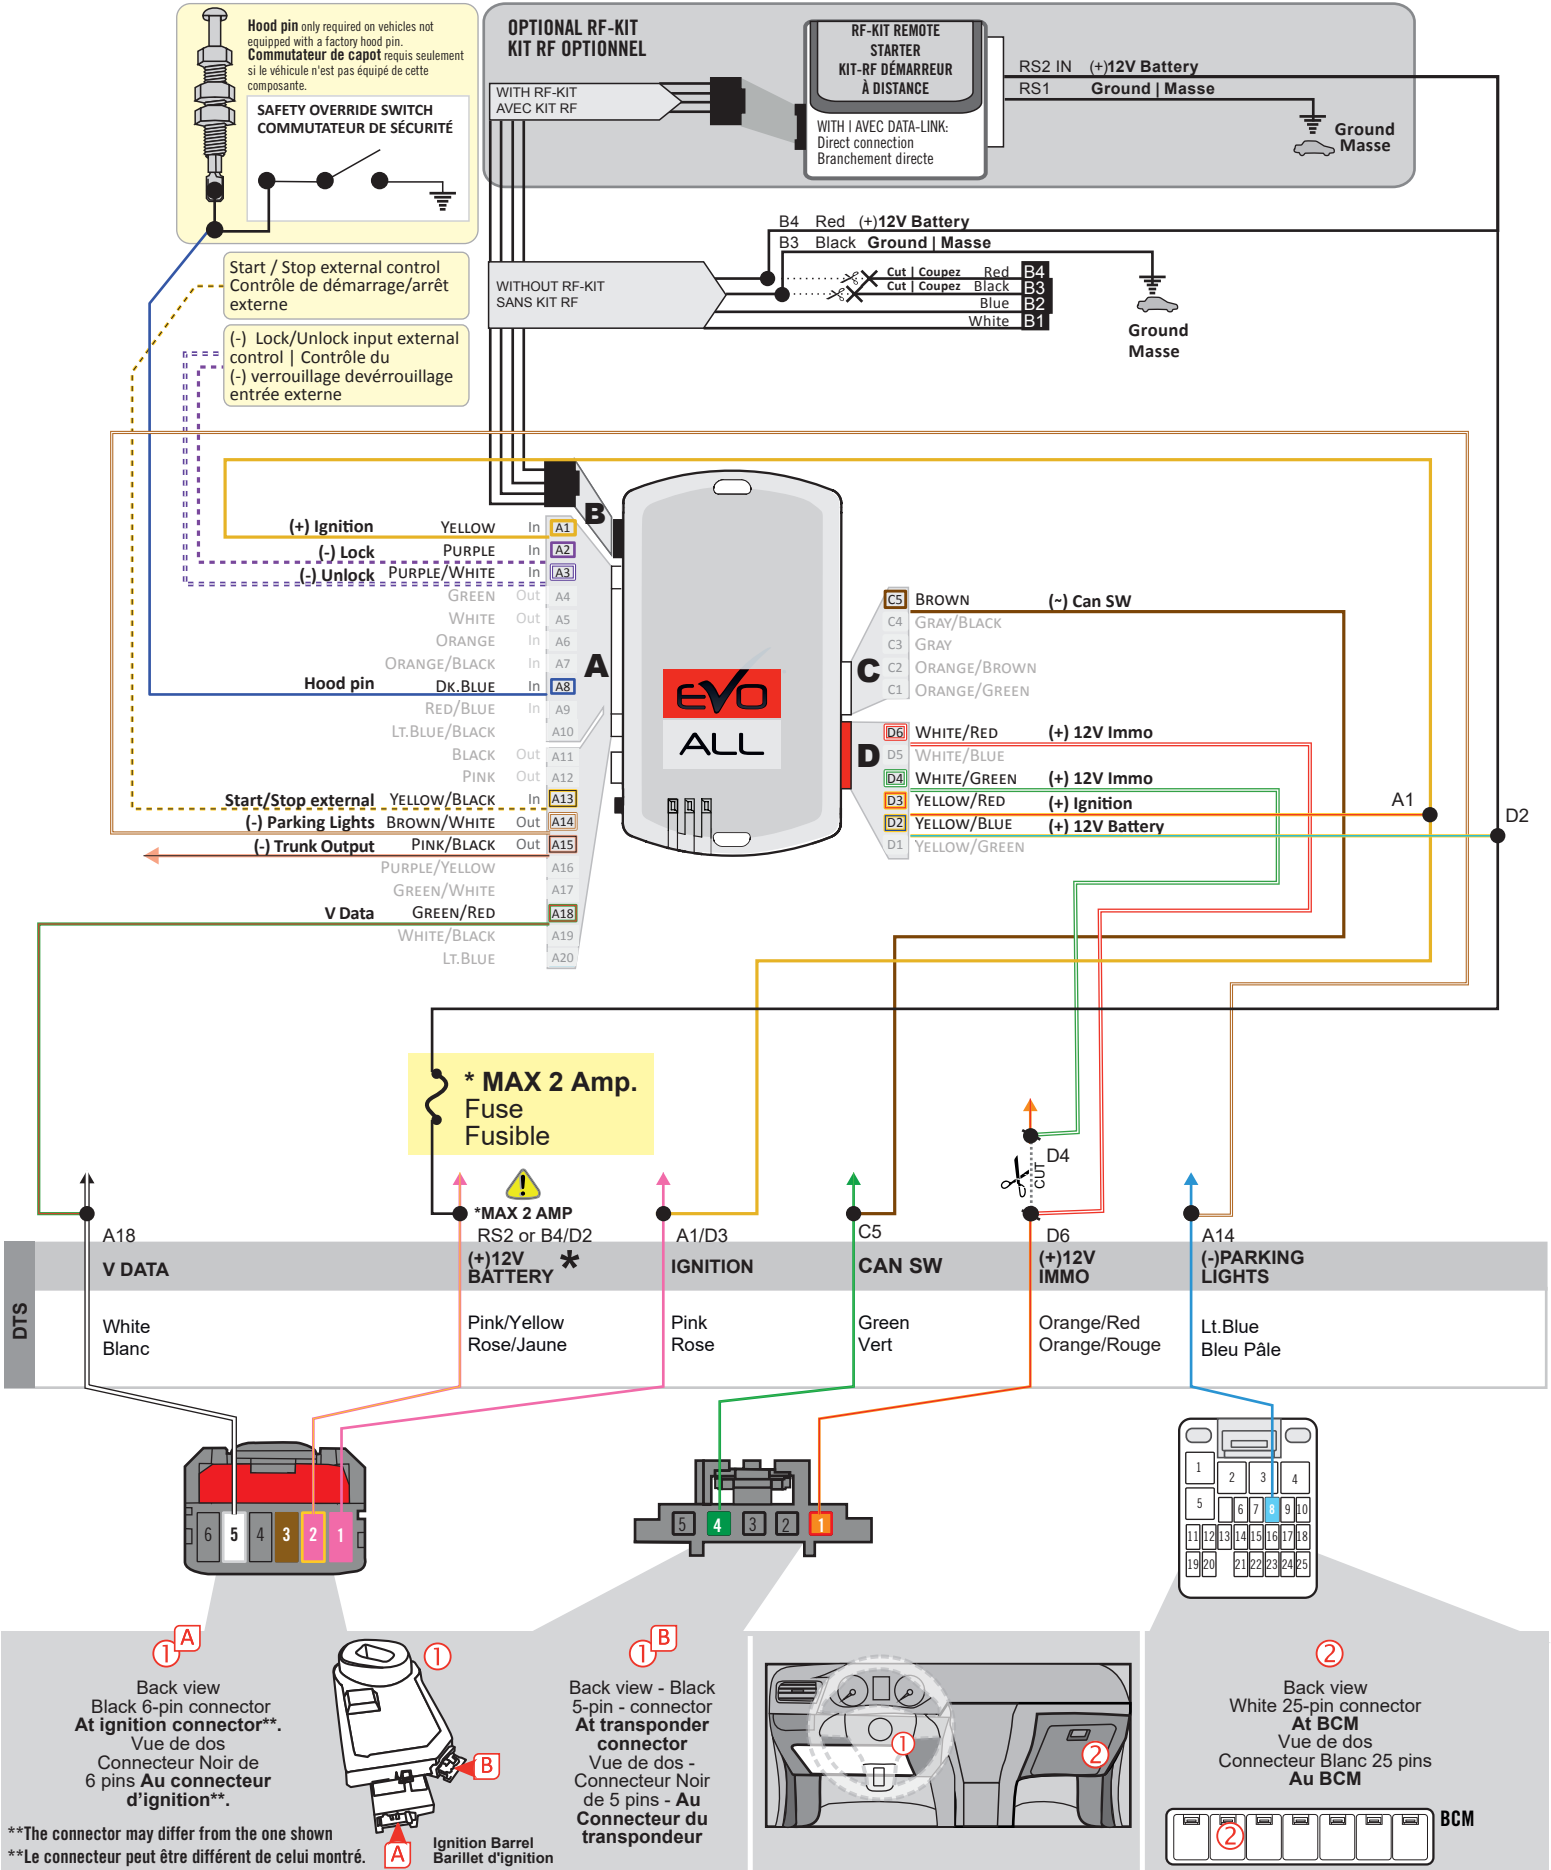 Hood pin only required on vehicles not
equipped with a factory hood pin.
Commutateur de capot requis seulement
si le véhicule n'est pas équipé de cette
composante.
SAFETY OVERRIDE SWITCH
COMMUTATEUR DE SÉCURITÉ
OPTIONAL RF-KIT
KIT RF OPTIONNEL
WITH RF-KIT
AVEC KIT RF
RF-KIT REMOTE
STARTER
KIT-RF DÉMARREUR
À DISTANCE
WITH | AVEC DATA-LINK:
Direct connection
Branchement directe
RS2 IN (+)12V Battery
RS1 Ground | Masse
Ground
Masse
B4 Red (+)12V Battery
B3 Black Ground | Masse
WITHOUT RF-KIT
SANS KIT RF
Cut | Coupez Red B4
Cut | Coupez Black B3
Blue B2
White B1
Ground
Masse
Start / Stop external control
Contrôle de démarrage/arrêt
externe
(-) Lock/Unlock input external
control | Contrôle du
(-) verrouillage devérrouillage
entrée externe
B
(+) Ignition YELLOW In A1
(-) Lock PURPLE In A2
(-) Unlock PURPLE/WHITE In A3
GREEN Out A4
WHITE Out A5
ORANGE In A6
ORANGE/BLACK In A7
Hood pin DK.BLUE In A8
RED/BLUE In A9
LT.BLUE/BLACK A10
BLACK Out A11
PINK Out A12
Start/Stop external YELLOW/BLACK In A13
(-) Parking Lights BROWN/WHITE Out A14
(-) Trunk Output PINK/BLACK Out A15
PURPLE/YELLOW A16
GREEN/WHITE A17
V Data GREEN/RED A18
WHITE/BLACK A19
LT.BLUE A20
A
EVO
ALL
C
C5 BROWN (~) Can SW
C4 GRAY/BLACK
C3 GRAY
C2 ORANGE/BROWN
C1 ORANGE/GREEN
D
D6 WHITE/RED (+) 12V Immo
D5 WHITE/BLUE
D4 WHITE/GREEN (+) 12V Immo
D3 YELLOW/RED (+) Ignition
D2 YELLOW/BLUE (+) 12V Battery
D1 YELLOW/GREEN
A1
D2
* MAX 2 Amp.
Fuse
Fusible
*MAX 2 AMP
CUT
D4
A18
RS2 or B4/D2
A1/D3
C5
D6
A14
V DATA
(+)12V
BATTERY *
IGNITION
CAN SW
(+)12V
IMMO
(-)PARKING
LIGHTS
DTS
White
Blanc
Pink/Yellow
Rose/Jaune
Pink
Rose
Green
Vert
Orange/Red
Orange/Rouge
Lt.Blue
Bleu Pâle
6 5 4 3 2 1
5 4 3 2 1
1 2 3 4
5 6 7 8 9 10
11 12 13 14 15 16 17 18
19 20 21 22 23 24 25
1 A
Back view
Black 6-pin connector
At ignition connector**.
Vue de dos
Connecteur Noir de
6 pins Au connecteur
d'ignition**.
**The connector may differ from the one shown
**Le connecteur peut être différent de celui montré.
1
B
A
Ignition Barrel
Barillet d'ignition
1 B
Back view - Black
5-pin - connector
At transponder
connector
Vue de dos -
Connecteur Noir
de 5 pins - Au
Connecteur du
transpondeur
1
2
2
Back view
White 25-pin connector
At BCM
Vue de dos
Connecteur Blanc 25 pins
Au BCM
2
BCM